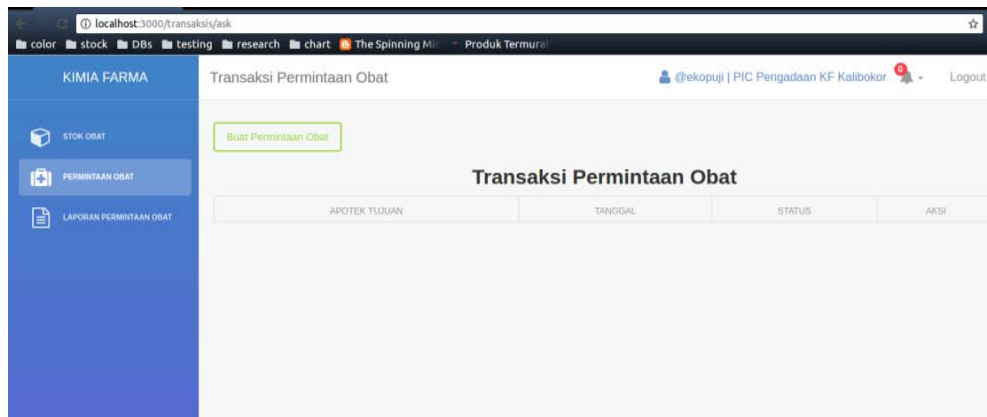 localhost:3000/transaksis/ask
color stock DBs testing research chart The Spinning Mi Produk Termura
KIMIA FARMA
Transaksi Permintaan Obat
@ekopuji | PIC Pengadaan KF Kalibokor 0 Logout
STOK OBAT
PERMINTAAN OBAT
LAPORAN PERMINTAAN OBAT
Buat Permintaan Obat
Transaksi Permintaan Obat
APOTEK TUJUAN TANGGAL STATUS AKSI